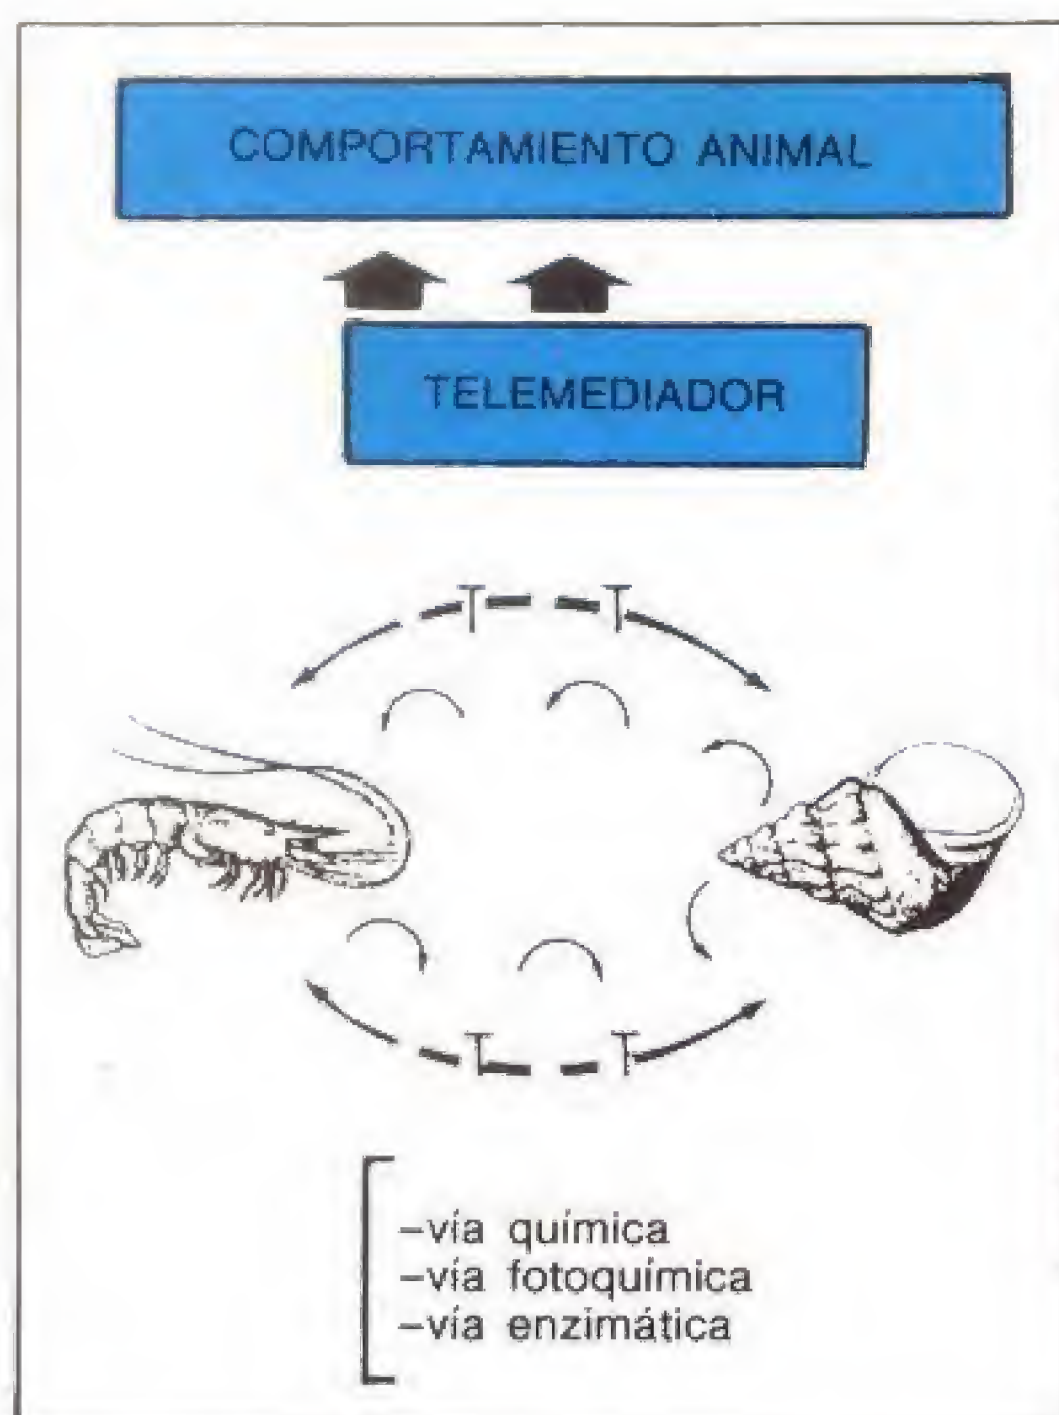 COMPORTAMIENTO ANIMAL
TELEMEDIADOR
T T
T T
–vía química
–vía fotoquímica
–vía enzimática